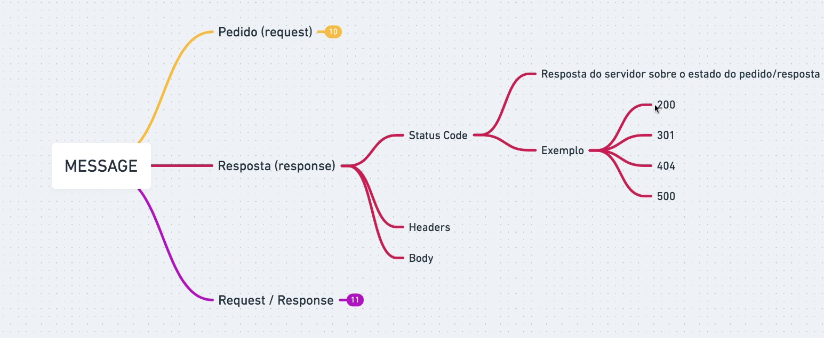 Pedido (request) 10
Resposta do servidor sobre o estado do pedido/resposta
200
Status Code
301
Exemplo
MESSAGE
Resposta (response)
404
500
Headers
Body
Request / Response 11